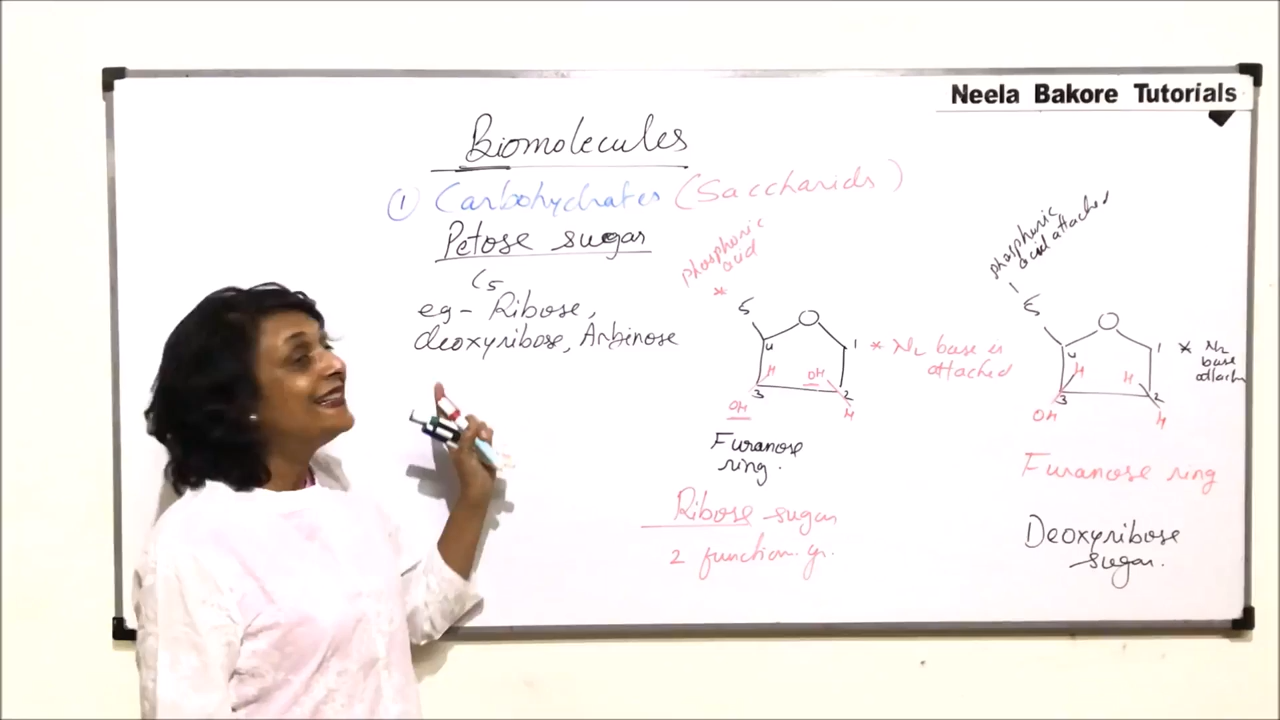 Neela Bakore Tutorials
Biomolecules
① Carbohydrates (Saccharids)
Petose sugar
C5
eg- Ribose,
deoxyribose, Arbinose
phosphoric
acid
*
5
O
4
1
* N2 base is
attached
H
OH
3
2
OH
H
Furanose
ring.
Ribose sugar
2 function. gr.
phosphoric
acid attached
5
O
4
1
* N2
base
attache
H
H
3
2
OH
H
Furanose ring
Deoxyribose
sugar.